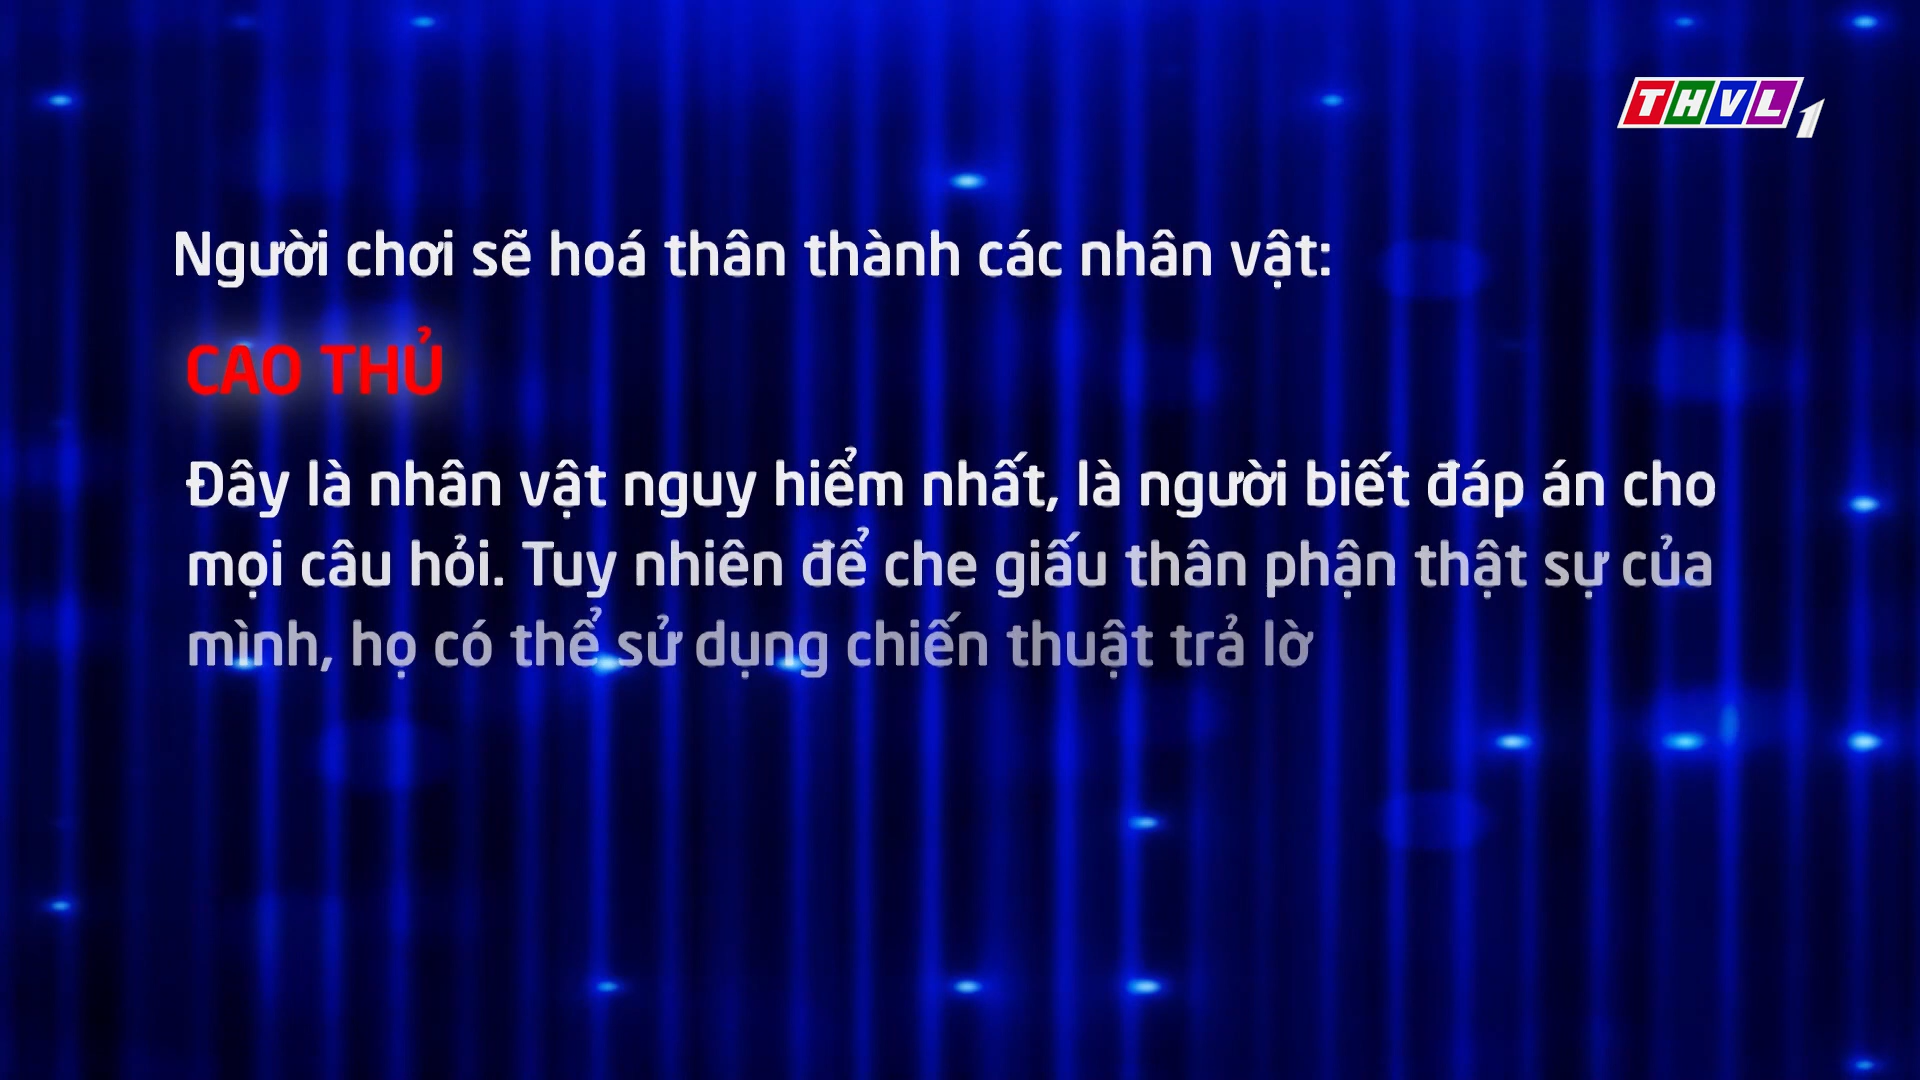 THVL1
Người chơi sẽ hoá thân thành các nhân vật:
CAO THỦ
Đây là nhân vật nguy hiểm nhất, là người biết đáp án cho
mọi câu hỏi. Tuy nhiên để che giấu thân phận thật sự của
mình, họ có thể sử dụng chiến thuật trả lờ